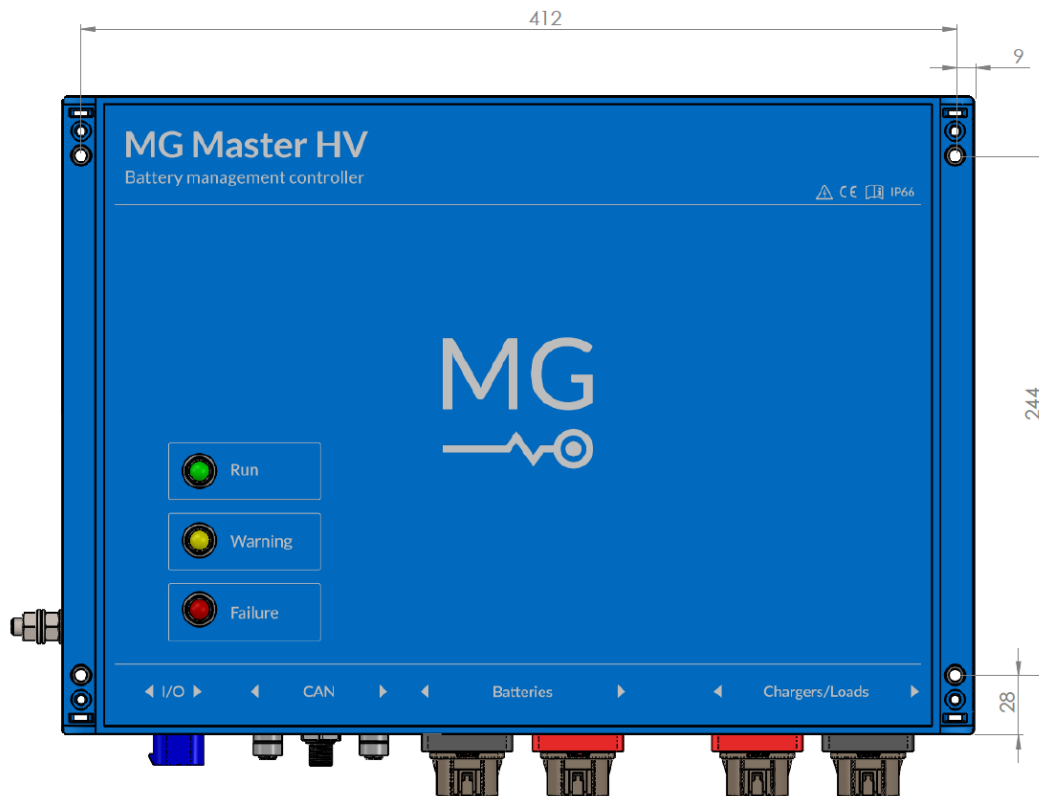 412
9
MG Master HV
Battery management controller
CE IP66
244
MG
Run
Warning
Failure
28
I/O CAN Batteries Chargers/Loads